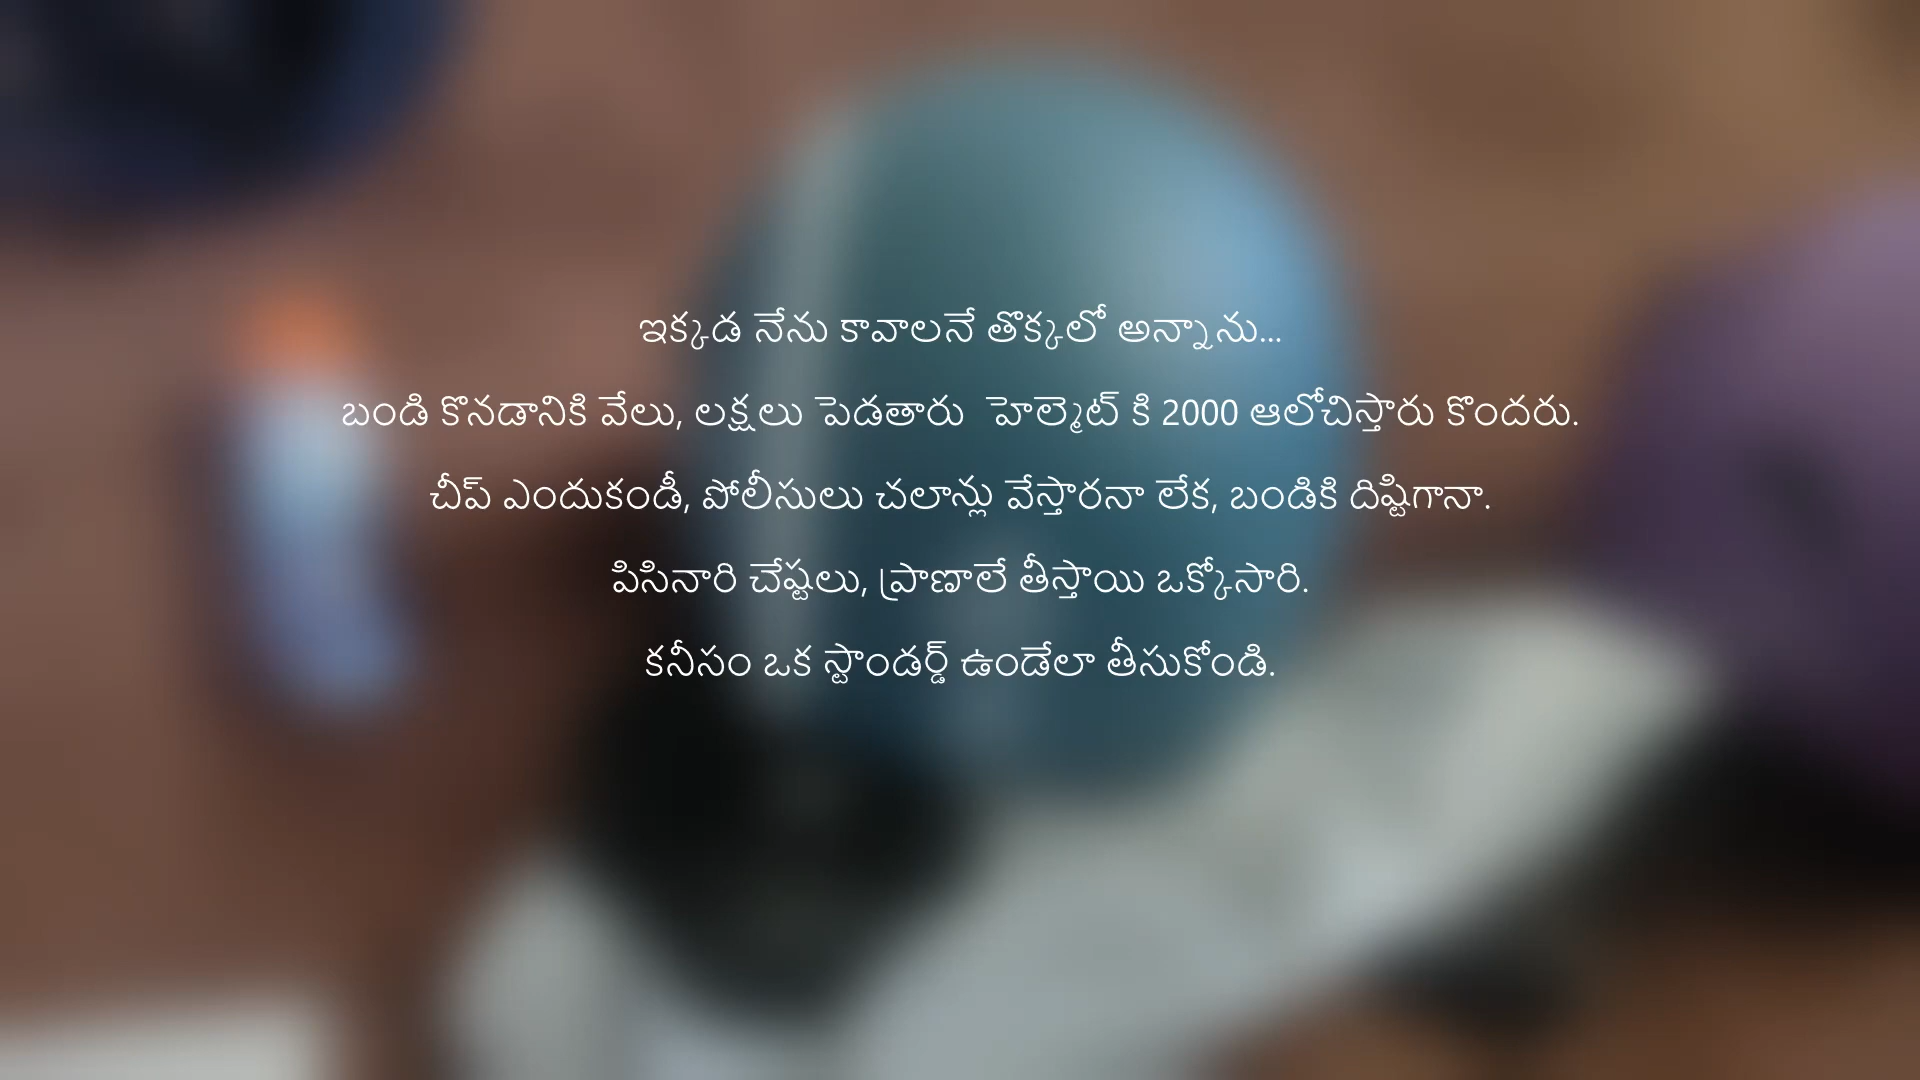 ఇక్కడ నేను కావాలనే తొక్కలో అన్నాను...
బండి కొనడానికి వేలు, లక్షలు పెడతారు  హెల్మెట్ కి 2000 ఆలోచిస్తారు కొందరు.
చీప్ ఎందుకండీ, పోలీసులు చలాన్లు వేస్తారనా లేక, బండికి దిష్టిగానా.
పిసినారి చేష్టలు, ప్రాణాలే తీస్తాయి ఒక్కోసారి.
కనీసం ఒక స్టాండర్డ్ ఉండేలా తీసుకోండి.